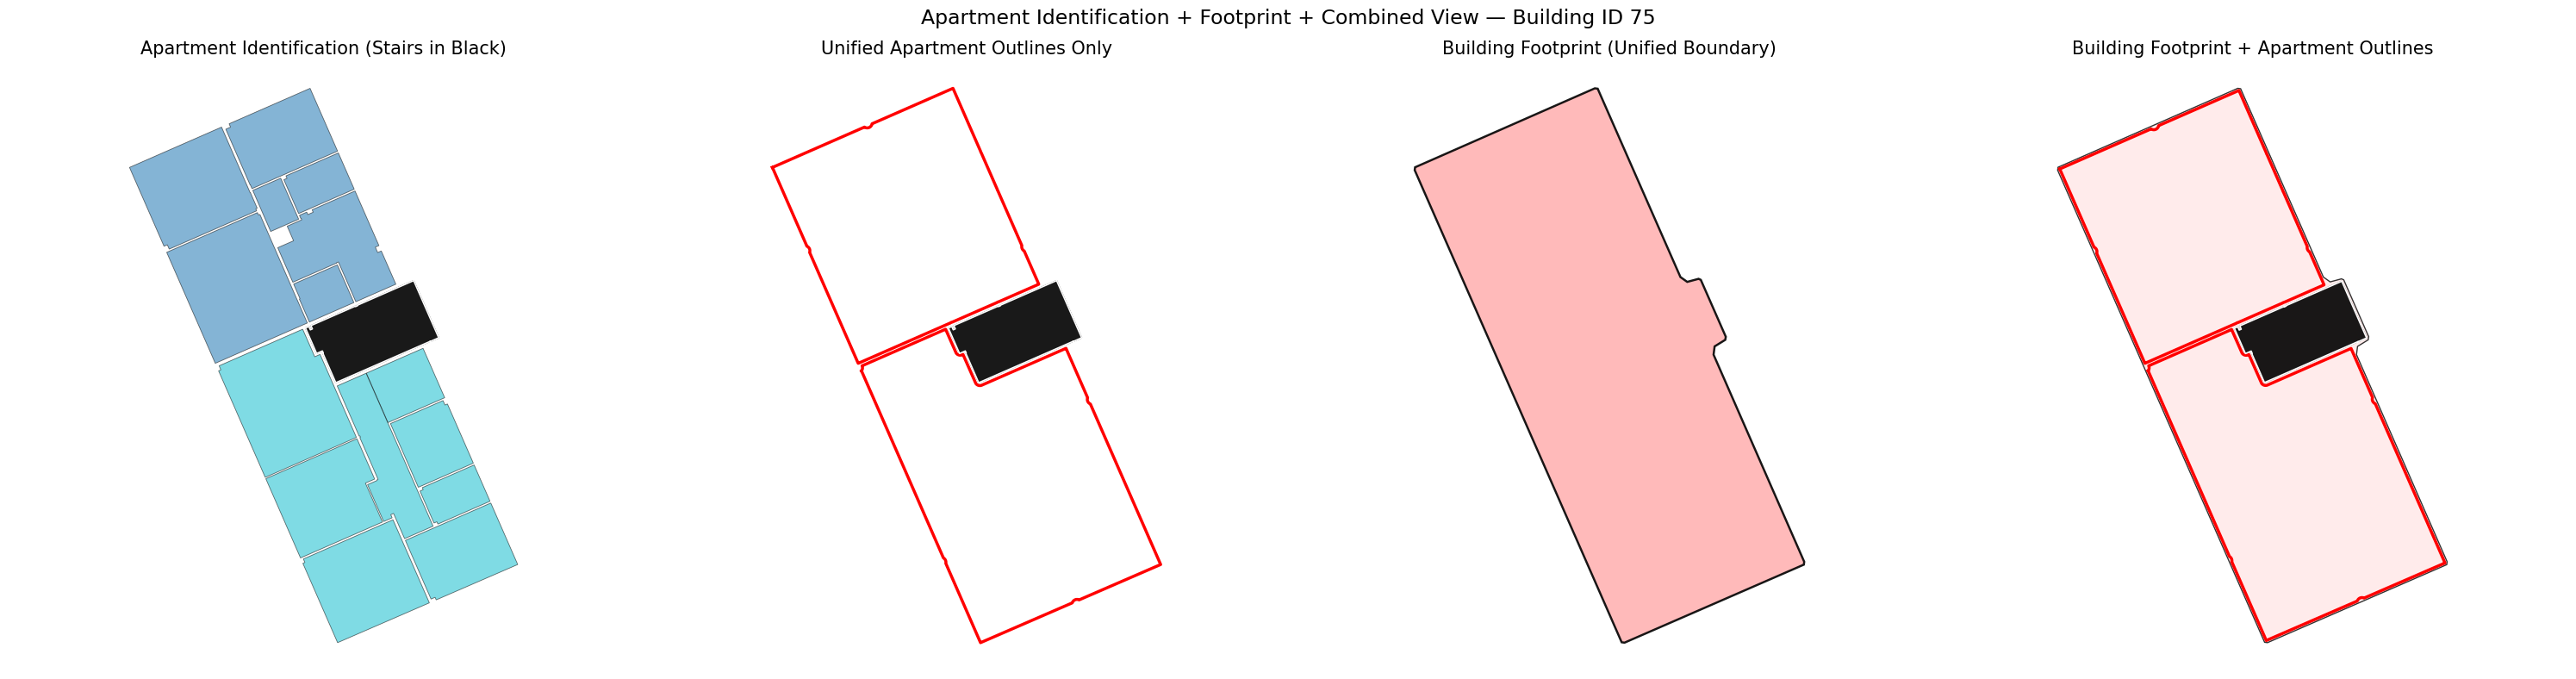 Apartment Identification + Footprint + Combined View — Building ID 75
Apartment Identification (Stairs in Black)
Unified Apartment Outlines Only
Building Footprint (Unified Boundary)
Building Footprint + Apartment Outlines